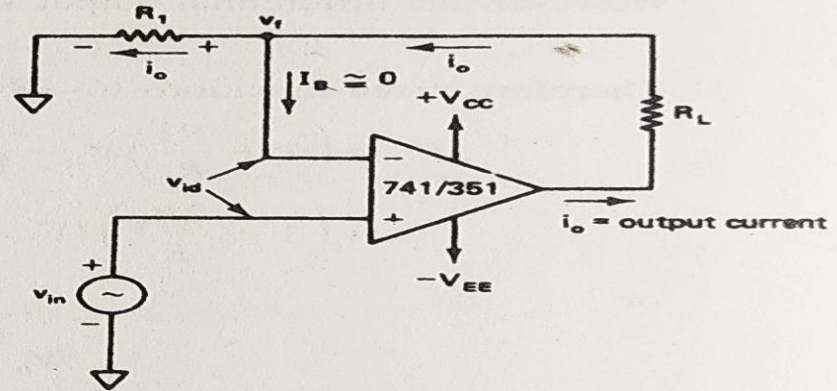 R₁
v_f
− +
i_o
i_o
I_B ≃ 0
+V_CC
R_L
−
v_id
741/351
+
i_o = output current
+
−V_EE
v_in
~
−